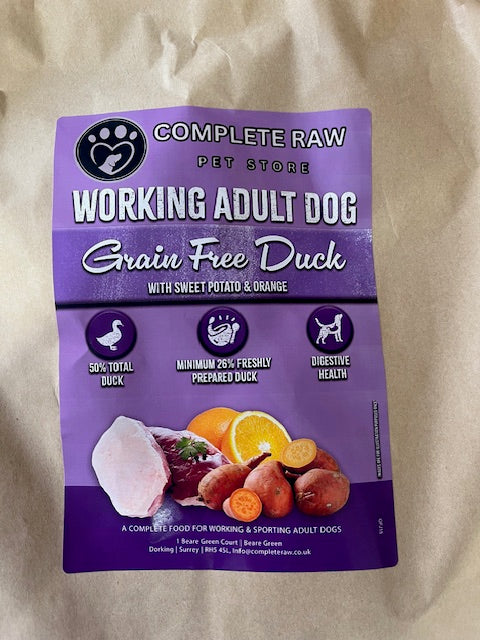 COMPLETE RAW
PET STORE
WORKING ADULT DOG
Grain Free Duck
WITH SWEET POTATO & ORANGE
50% TOTAL
DUCK
MINIMUM 26% FRESHLY
PREPARED DUCK
DIGESTIVE
HEALTH
A COMPLETE FOR WORKING & SPORTING ADULT DOGS
1 Beare Green Court | Beare Green
Dorking | Surrey | RH5 4SL, Info@completeraw.co.uk